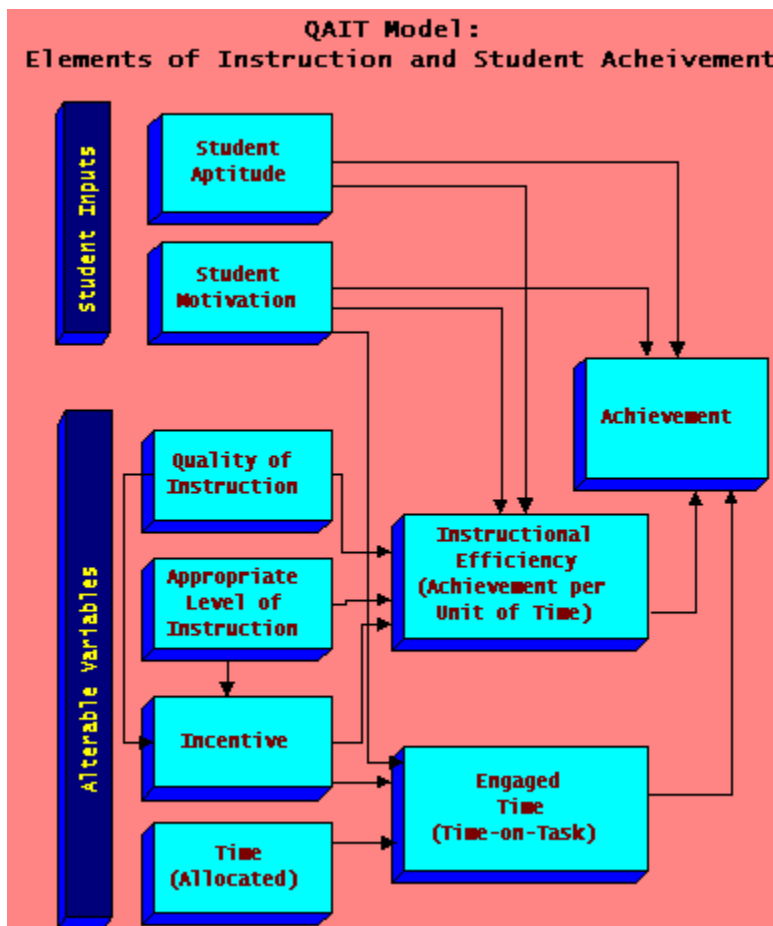 QAIT Model:
Elements of Instruction and Student Acheivement
Student Inputs
Student
Aptitude
Student
Motivation
Achievement
Alterable Variables
Quality of
Instruction
Appropriate
Level of
Instruction
Incentive
Time
(Allocated)
Instructional
Efficiency
(Achievement per
Unit of Time)
Engaged
Time
(Time-on-Task)